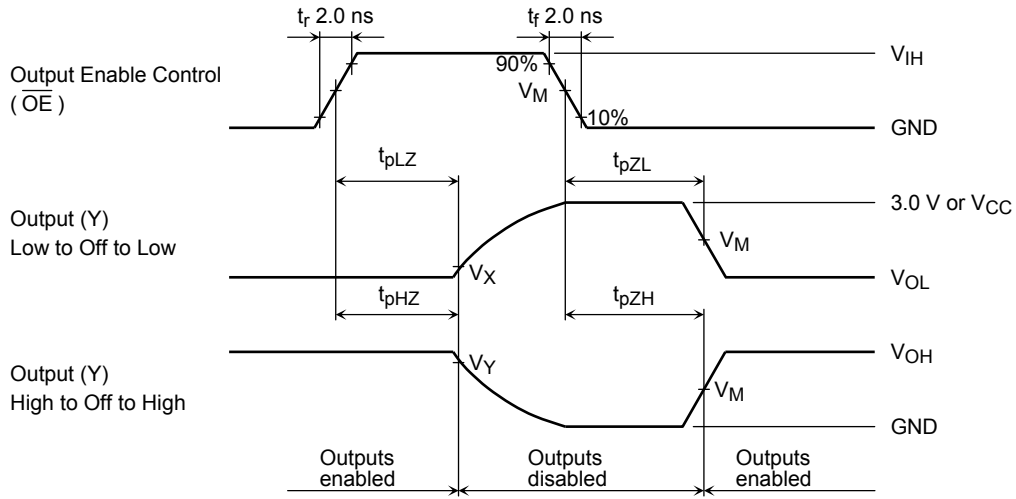 tr 2.0 ns
tf 2.0 ns
Output Enable Control
( OE )
90%
VM
10%
VIH
GND
tpLZ
tpZL
Output (Y)
Low to Off to Low
3.0 V or VCC
VM
VX
VOL
tpHZ
tpZH
Output (Y)
High to Off to High
VOH
VY
VM
GND
Outputs
enabled
Outputs
disabled
Outputs
enabled